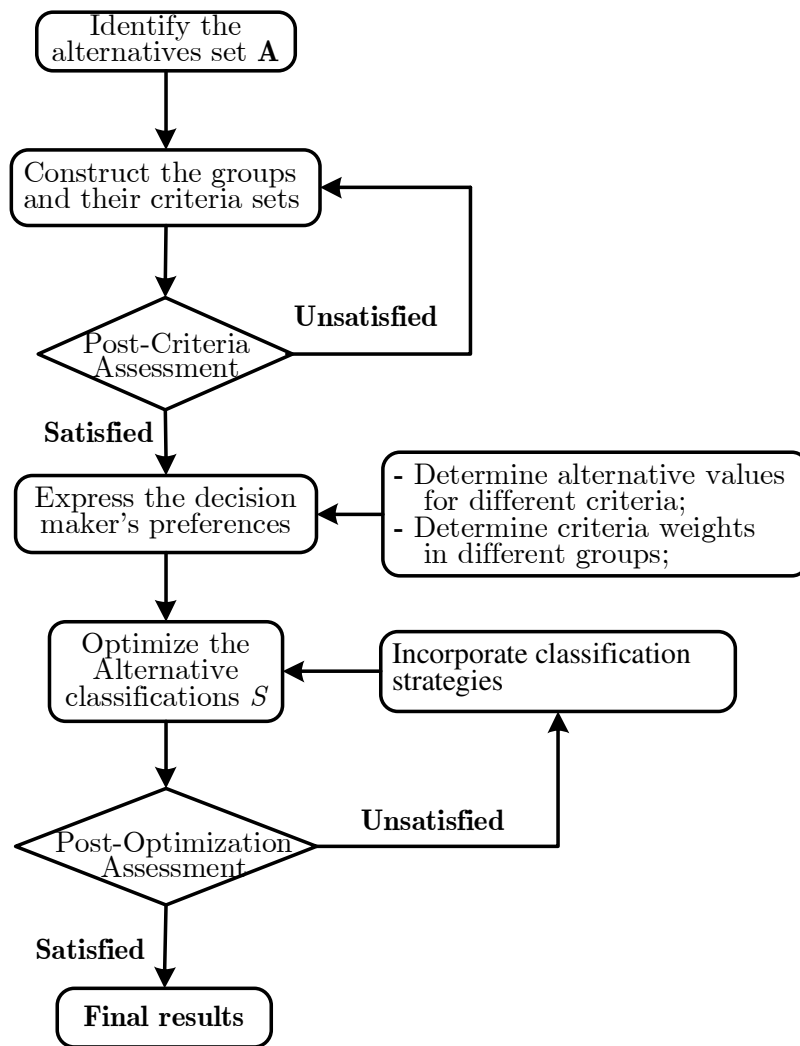 Identify the
alternatives set A
Construct the groups
and their criteria sets
Unsatisfied
Post-Criteria
Assessment
Satisfied
Express the decision
maker's preferences
- Determine alternative values
for different criteria;
- Determine criteria weights
in different groups;
Optimize the
Alternative
classifications S
Incorporate classification
strategies
Unsatisfied
Post-Optimization
Assessment
Satisfied
Final results